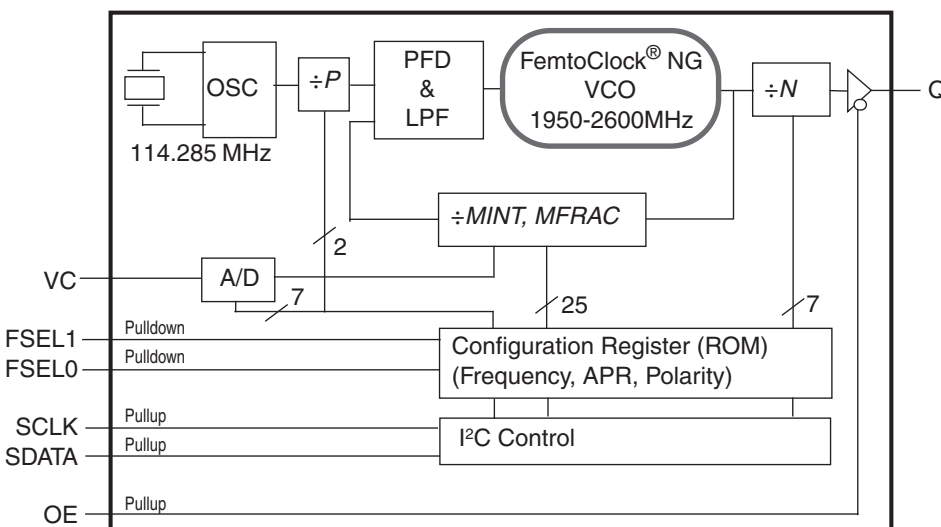 OSC
114.285 MHz
÷P
PFD
&
LPF
FemtoClock® NG
VCO
1950-2600MHz
÷N
Q
÷MINT, MFRAC
2
VC
A/D
7
25
7
FSEL1
Pulldown
FSEL0
Pulldown
Configuration Register (ROM)
(Frequency, APR, Polarity)
SCLK
Pullup
SDATA
Pullup
I²C Control
OE
Pullup